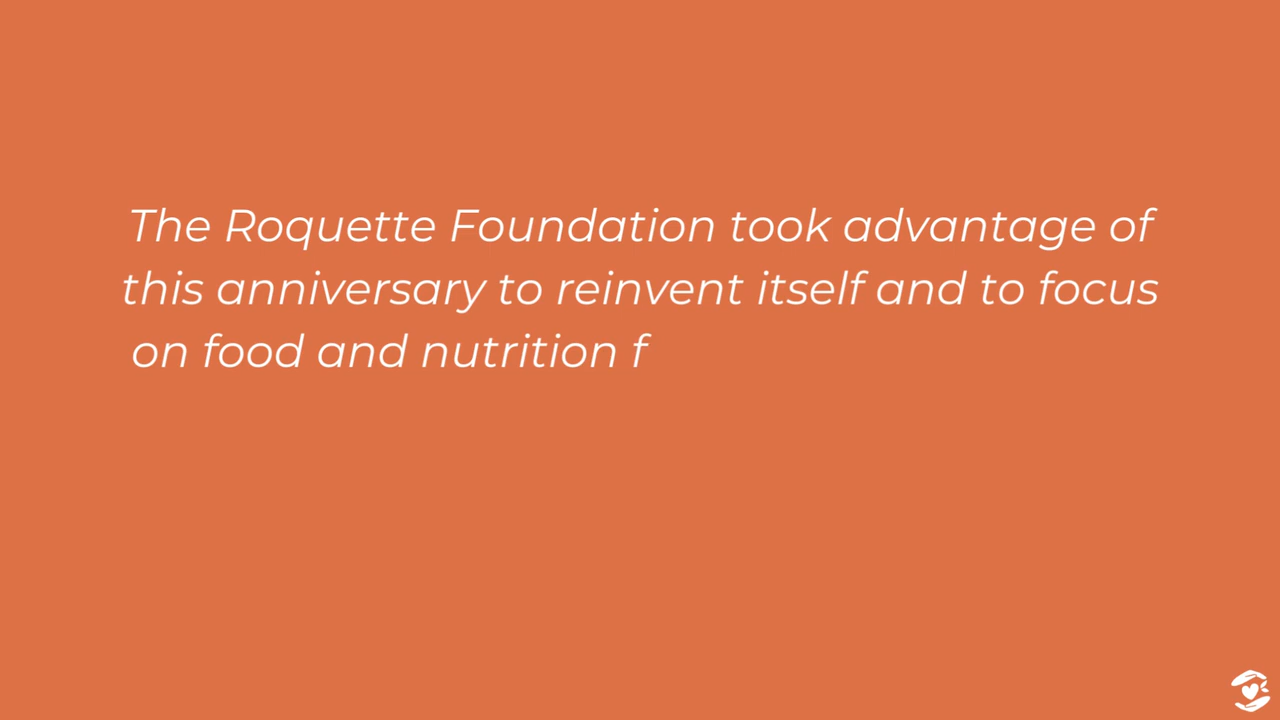 The Roquette Foundation took advantage of
this anniversary to reinvent itself and to focus
on food and nutrition f